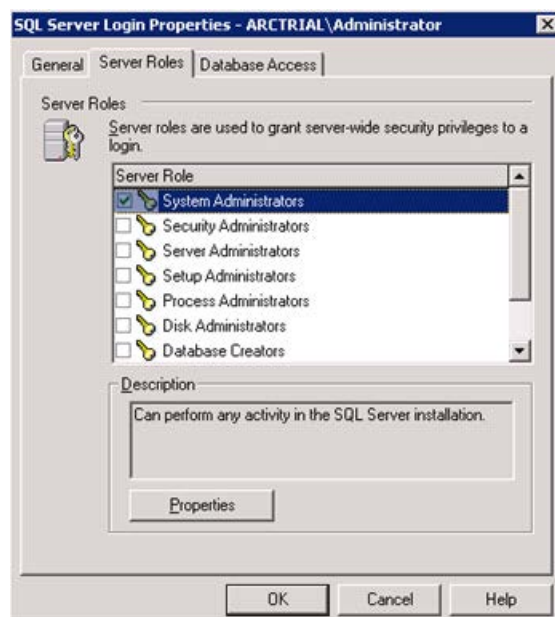 SQL Server Login Properties - ARCTRIAL\Administrator
General
Server Roles
Database Access
Server Roles
Server roles are used to grant server-wide security privileges to a
login.
Server Role
System Administrators
Security Administrators
Server Administrators
Setup Administrators
Process Administrators
Disk Administrators
Database Creators
Description
Can perform any activity in the SQL Server installation.
Properties
OK
Cancel
Help